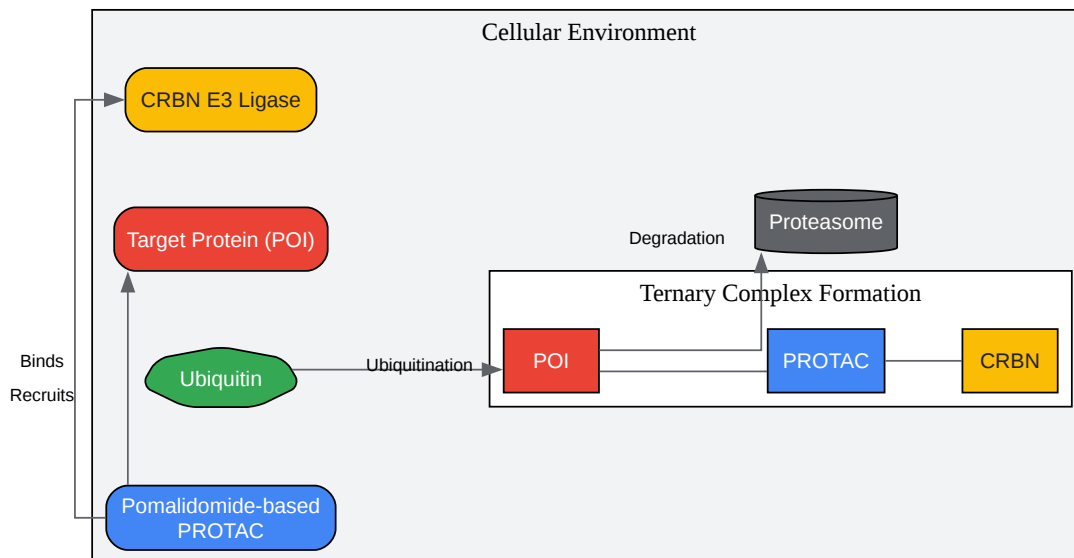 Cellular Environment
CRBN E3 Ligase
Target Protein (POI)
Degradation
Proteasome
Ternary Complex Formation
Binds
Recruits
Ubiquitin
Ubiquitination
POI
PROTAC
CRBN
Pomalidomide-based
PROTAC